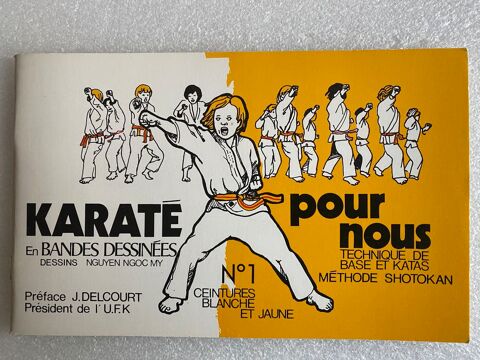 KARATÉ
En BANDES DESSINÉES
DESSINS NGUYEN NGOC MY
Préface J.DELCOURT
Président de l'U.F.K
pour
nous
TECHNIQUE DE
BASE ET KATAS
MÉTHODE SHOTOKAN
N°1
CEINTURES
BLANCHE
ET JAUNE